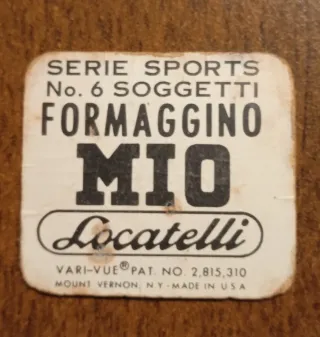 SERIE SPORTS
No. 6 SOGGETTI
FORMAGGINO
MIO
Locatelli
VARI-VUE® PAT. NO. 2,815,310
MOUNT VERNON, N.Y.-MADE IN U.S.A